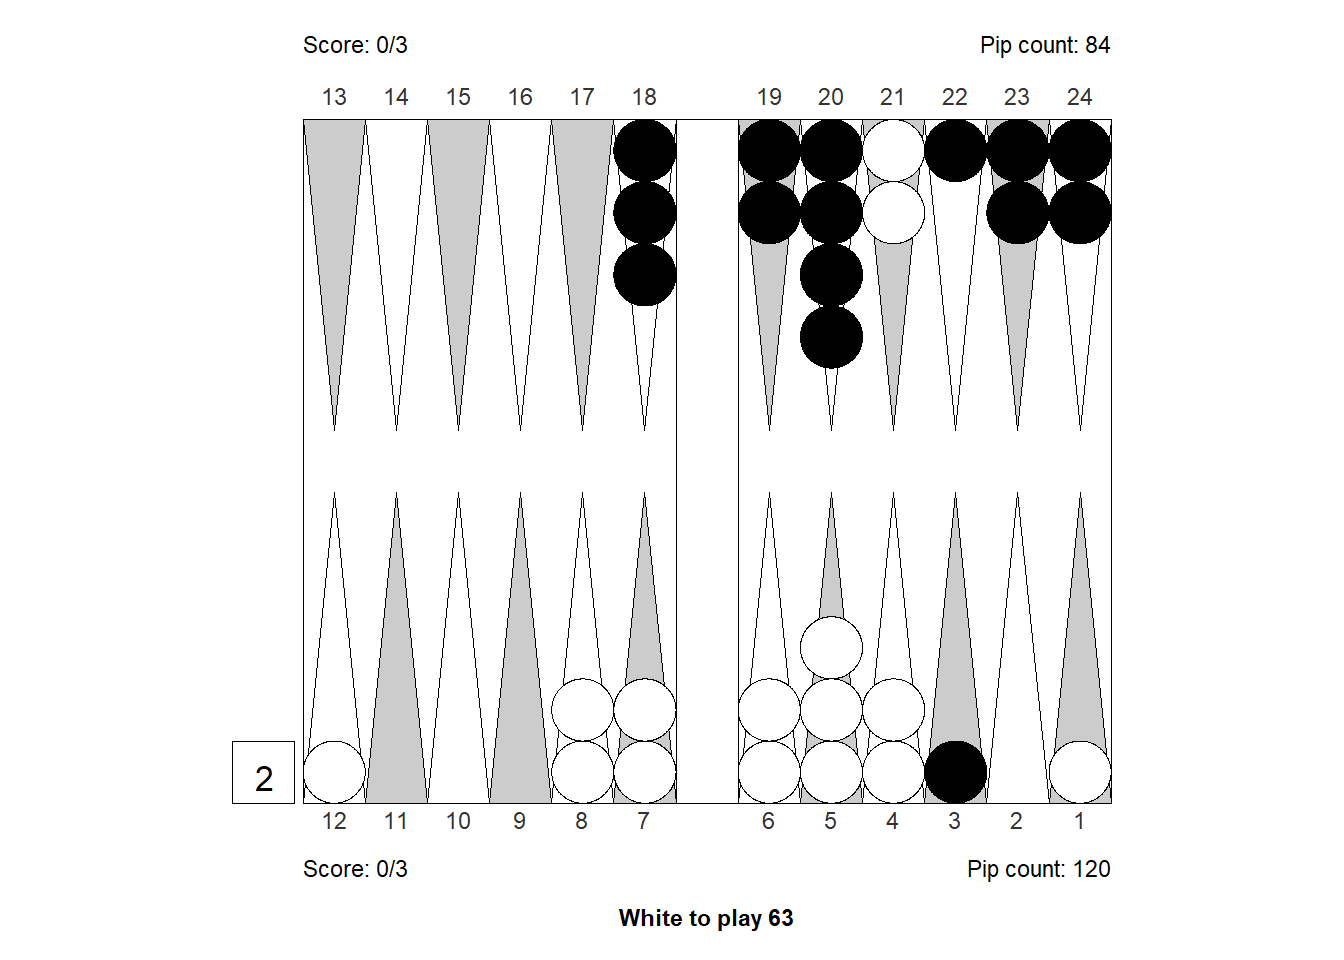 Score: 0/3 Pip count: 84
13 14 15 16 17 18 19 20 21 22 23 24
2
12 11 10 9 8 7 6 5 4 3 2 1
Score: 0/3 Pip count: 120
White to play 63